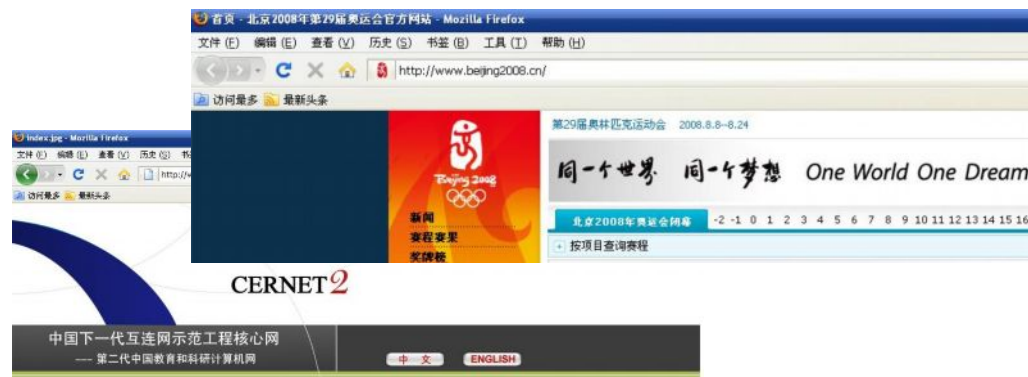 首页 - 北京2008年第29届奥运会官方网站 - Mozilla Firefox
文件(F) 编辑(E) 查看(V) 历史(S) 书签(B) 工具(T) 帮助(H)
http://www.beijing2008.cn/
访问最多 最新头条
第29届奥林匹克运动会 2008.8.8--8.24
Beijing 2008
同一个世界 同一个梦想 One World One Dream
新闻
赛程赛果
奖牌榜
北京2008年奥运会闭幕 -2 -1 0 1 2 3 4 5 6 7 8 9 10 11 12 13 14 15 16
按项目查询赛程
index.jpg - Mozilla Firefox
文件(F) 编辑(E) 查看(V) 历史(S) 书
http://w
访问最多 最新头条
CERNET2
中国下一代互连网示范工程核心网
--- 第二代中国教育和科研计算机网
中 文 ENGLISH